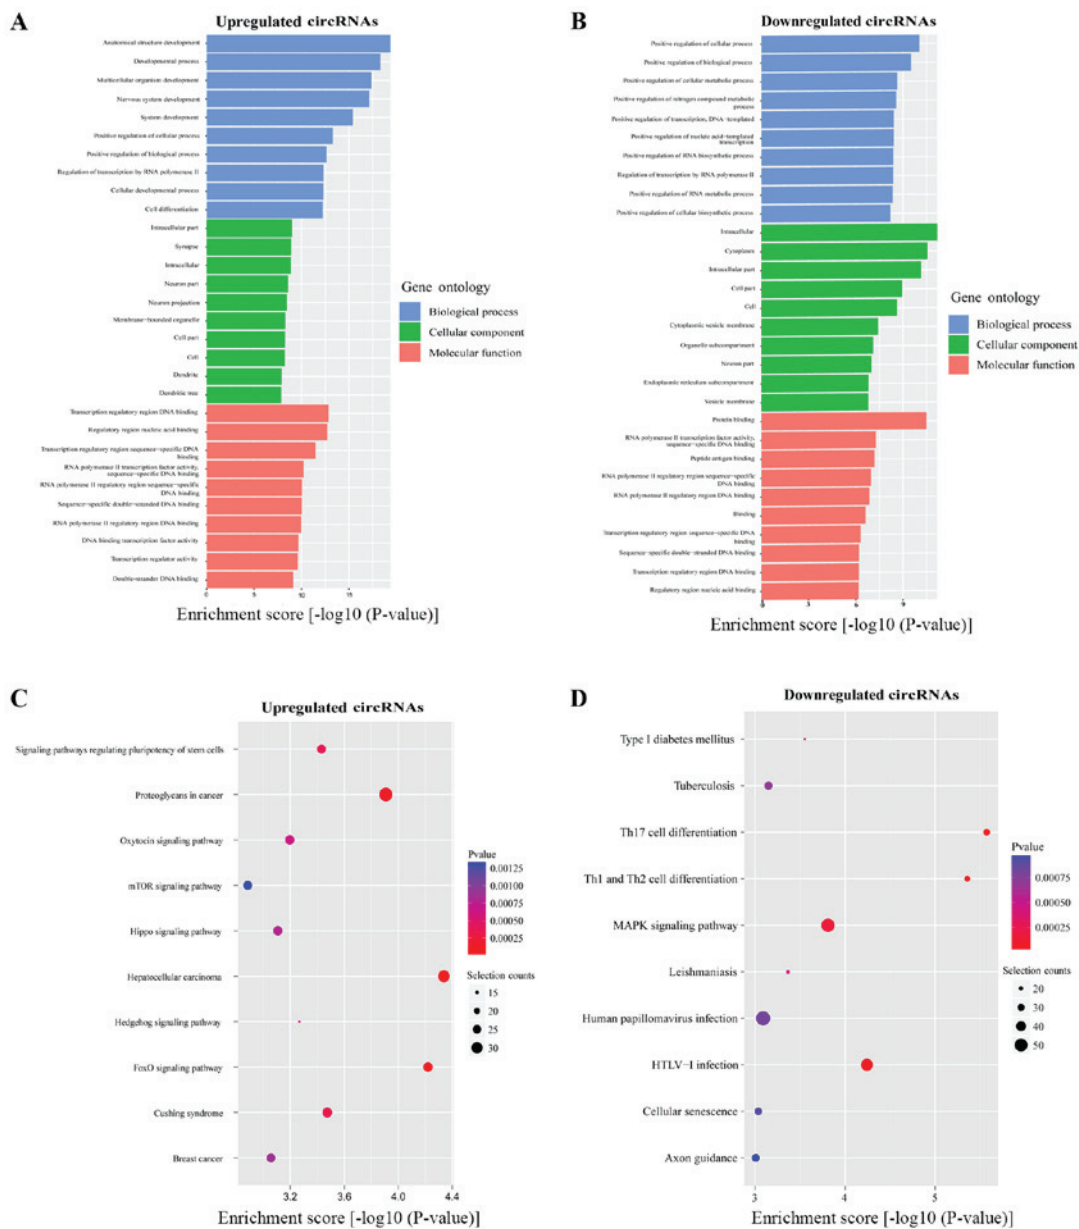 A
Upregulated circRNAs
Anatomical structure development
Developmental process
Multicellular organism development
Nervous system development
System development
Positive regulation of cellular process
Positive regulation of biological process
Regulation of transcription by RNA polymerase II
Cellular developmental process
Cell differentiation
Intracellular part
Synapse
Intracellular
Neuron part
Neuron projection
Membrane-bounded organelle
Cell part
Cell
Dendrite
Dendritic tree
Transcription regulatory region DNA binding
Regulatory region nucleic acid binding
Transcription regulatory region sequence-specific DNA
binding
RNA polymerase II transcription factor activity,
sequence-specific DNA binding
RNA polymerase II regulatory region sequence-specific
DNA binding
Sequence-specific double-stranded DNA binding
RNA polymerase II regulatory region DNA binding
DNA binding transcription factor activity
Transcription regulator activity
Double-strander DNA binding
0 5 10 15
Enrichment score [-log10 (P-value)]
Gene ontology
Biological process
Cellular component
Molecular function
B
Downregulated circRNAs
Positive regulation of cellular process
Positive regulation of biological process
Positive regulation of cellular metabolic process
Positive regulation of nitrogen compound metabolic
process
Positive regulation of transcription, DNA-templated
Positive regulation of nucleic acid-templated
transcription
Positive regulation of RNA biosynthetic process
Regulation of transcription by RNA polymerase II
Positive regulation of RNA metabolic process
Positive regulation of cellular biosynthetic process
Intracellular
Cytoplasm
Intracellular part
Cell part
Cell
Cytoplasmic vesicle membrane
Organelle subcompartment
Neuron part
Endoplasmic reticulum subcompartment
Vesicle membrane
Protein binding
RNA polymerase II transcription factor activity,
sequence-specific DNA binding
Peptide antigen binding
RNA polymerase II regulatory region sequence-specific
DNA binding
RNA polymerase II regulatory region DNA binding
Binding
Transcription regulatory region sequence-specific DNA
binding
Sequence-specific double-stranded DNA binding
Transcription regulatory region DNA binding
Regulatory region nucleic acid binding
0 3 6 9
Enrichment score [-log10 (P-value)]
Gene ontology
Biological process
Cellular component
Molecular function
C
Upregulated circRNAs
Signaling pathways regulating pluripotency of stem cells
Proteoglycans in cancer
Oxytocin signaling pathway
mTOR signaling pathway
Hippo signaling pathway
Hepatocellular carcinoma
Hedgehog signaling pathway
FoxO signaling pathway
Cushing syndrome
Breast cancer
3.2 3.6 4.0 4.4
Enrichment score [-log10 (P-value)]
Pvalue
0.00125
0.00100
0.00075
0.00050
0.00025
Selection counts
15
20
25
30
D
Downregulated circRNAs
Type I diabetes mellitus
Tuberculosis
Th17 cell differentiation
Th1 and Th2 cell differentiation
MAPK signaling pathway
Leishmaniasis
Human papillomavirus infection
HTLV-I infection
Cellular senescence
Axon guidance
3 4 5
Enrichment score [-log10 (P-value)]
Pvalue
0.00075
0.00050
0.00025
Selection counts
20
30
40
50